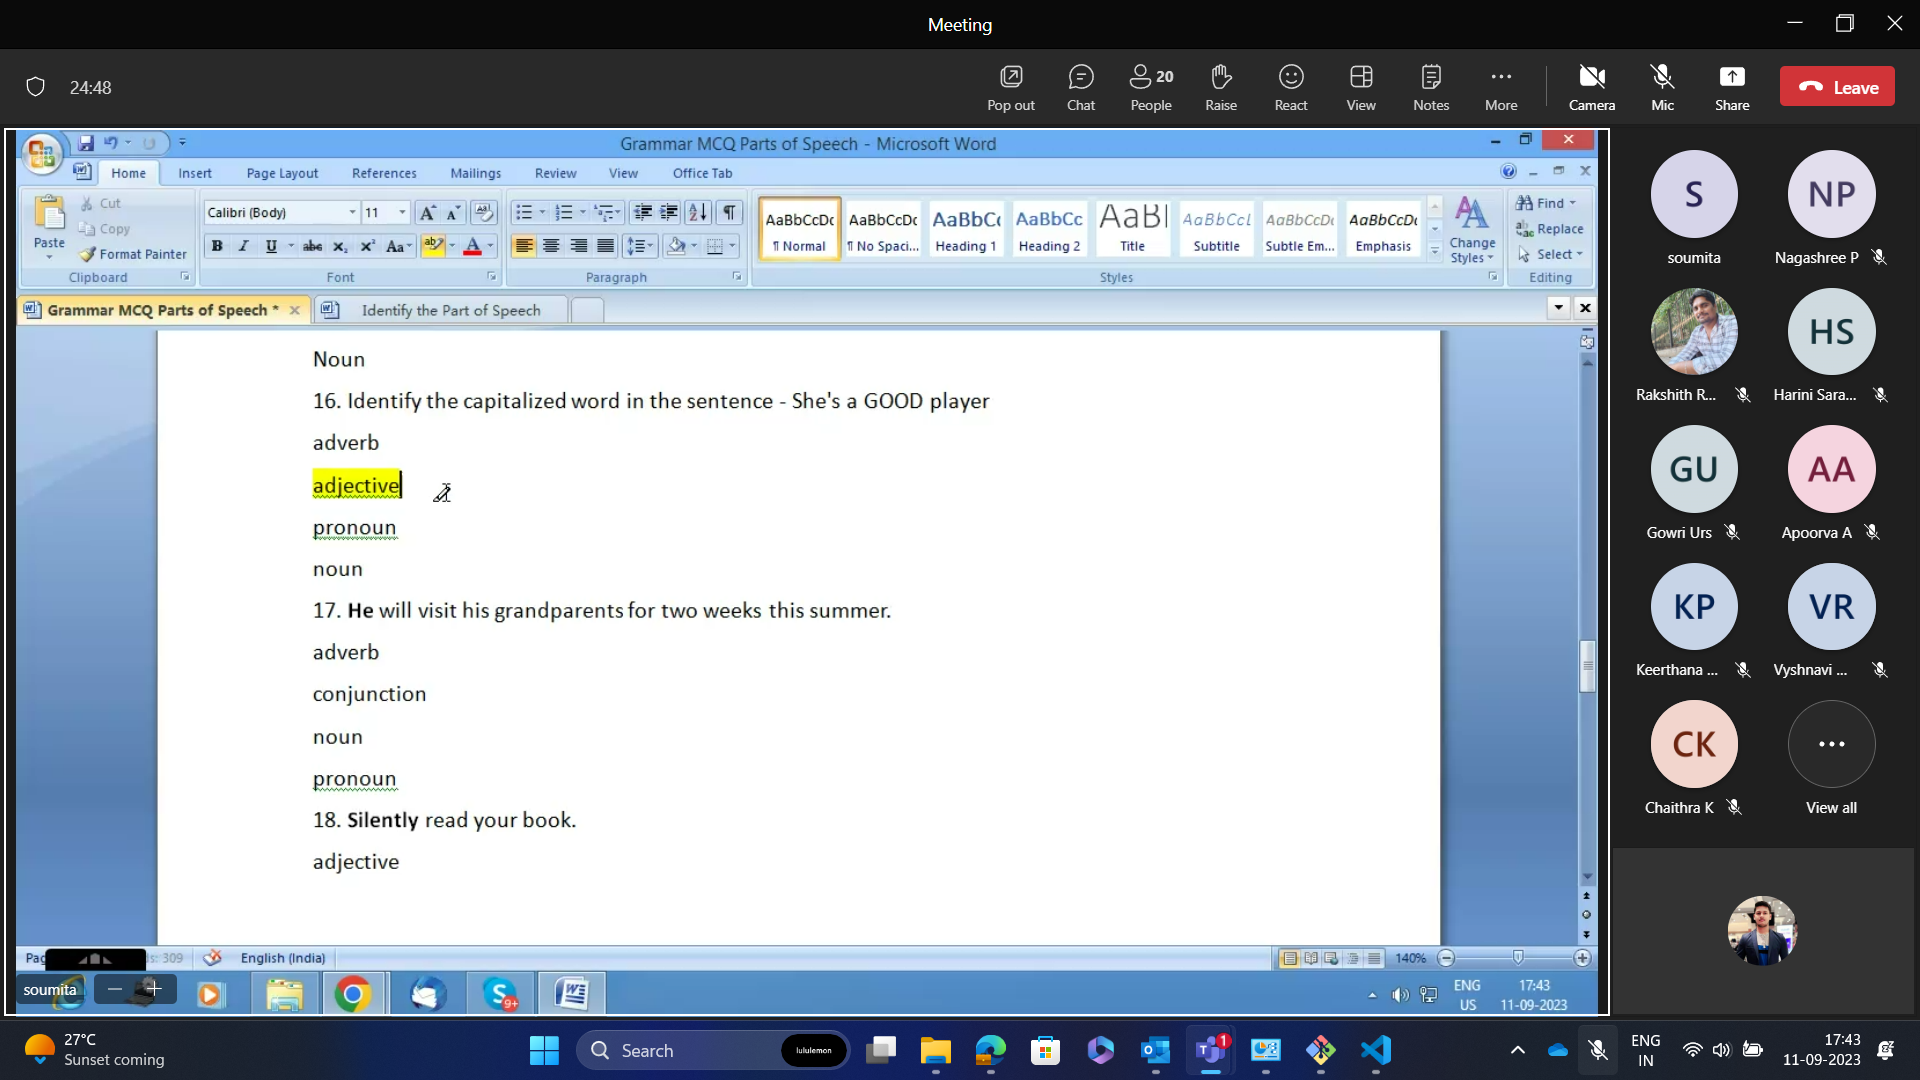 Meeting
24:48
Pop out
Chat
20
People
Raise
React
View
Notes
More
Camera
Mic
Share
Leave
Grammar MCQ Parts of Speech - Microsoft Word
Home Insert Page Layout References Mailings Review View Office Tab
Paste
Cut
Copy
Format Painter
Clipboard
Calibri (Body) 11
Font
Paragraph
AaBbCcDc
¶ Normal
AaBbCcDc
¶ No Spaci...
AaBbCc
Heading 1
AaBbCc
Heading 2
AaBl
Title
AaBbCcL
Subtitle
AaBbCcDc
Subtle Em...
AaBbCcDc
Emphasis
Styles
Change
Styles
Find
Replace
Select
Editing
Grammar MCQ Parts of Speech *
Identify the Part of Speech
Noun
16. Identify the capitalized word in the sentence - She's a GOOD player
adverb
adjective
pronoun
noun
17. He will visit his grandparents for two weeks this summer.
adverb
conjunction
noun
pronoun
18. Silently read your book.
adjective
Pag
: 309
English (India)
140%
soumita
9+
ENG
US
17:43
11-09-2023
S
soumita
NP
Nagashree P
Rakshith R...
HS
Harini Sara...
GU
Gowri Urs
AA
Apoorva A
KP
Keerthana ...
VR
Vyshnavi ...
CK
Chaithra K
View all
27°C
Sunset coming
Search
lululemon
1
ENG
IN
17:43
11-09-2023